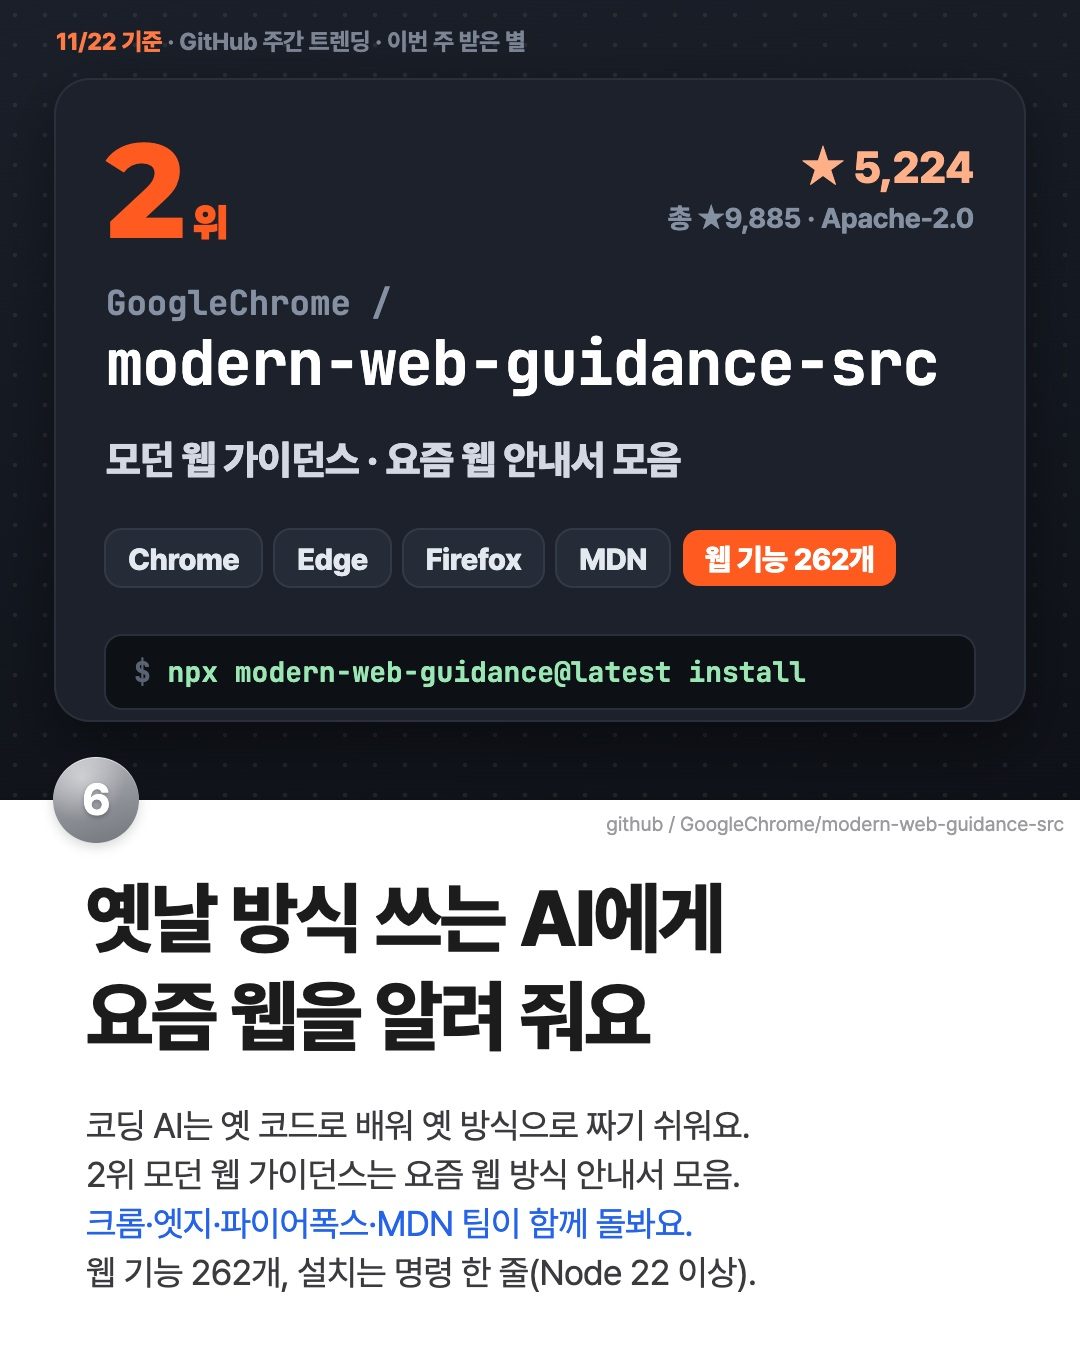 11/22 기준 · GitHub 주간 트렌딩 · 이번 주 받은 별
2위
★ 5,224
총 ★9,885 · Apache-2.0
GoogleChrome /
modern-web-guidance-src
모던 웹 가이던스 · 요즘 웹 안내서 모음
Chrome Edge Firefox MDN 웹 기능 262개
$ npx modern-web-guidance@latest install
6
github / GoogleChrome/modern-web-guidance-src
옛날 방식 쓰는 AI에게
요즘 웹을 알려 줘요
코딩 AI는 옛 코드로 배워 옛 방식으로 짜기 쉬워요.
2위 모던 웹 가이던스는 요즘 웹 방식 안내서 모음.
크롬·엣지·파이어폭스·MDN 팀이 함께 돌봐요.
웹 기능 262개, 설치는 명령 한 줄(Node 22 이상).